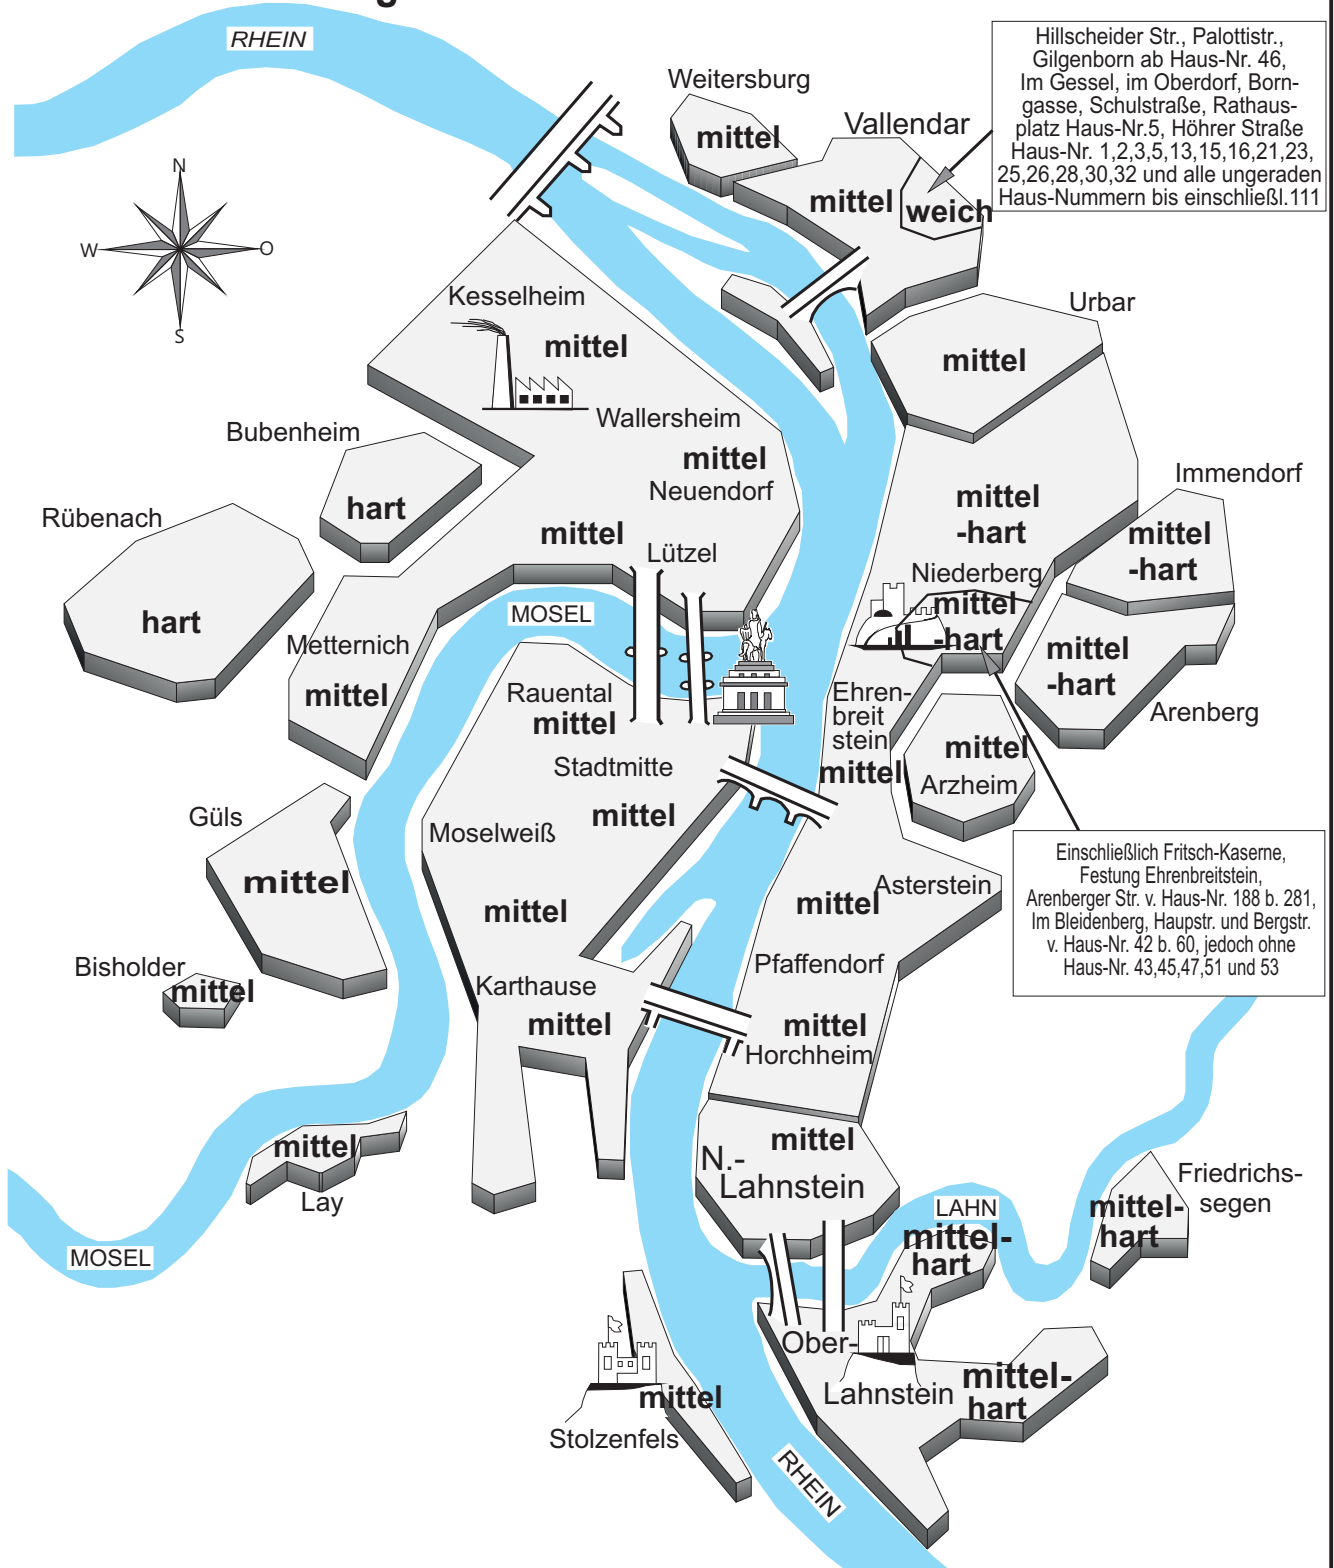 RHEIN
Hillscheider Str., Palottistr.,
Gilgenborn ab Haus-Nr. 46,
Im Gessel, im Oberdorf, Born-
gasse, Schulstraße, Rathaus-
platz Haus-Nr.5, Höhrer Straße
Haus-Nr. 1,2,3,5,13,15,16,21,23,
25,26,28,30,32 und alle ungeraden
Haus-Nummern bis einschließl.111
Weitersburg
mittel
Vallendar
mittel
weich
N
W
O
S
Kesselheim
mittel
Urbar
mittel
Wallersheim
mittel
Neuendorf
Bubenheim
hart
Rübenach
hart
mittel
Lützel
mittel
-hart
Immendorf
mittel
-hart
Niederberg
mittel
-hart
MOSEL
Metternich
mittel
mittel
-hart
Arenberg
Rauental
mittel
Ehren-
breit
stein
mittel
mittel
Arzheim
Stadtmitte
mittel
Güls
mittel
Moselweiß
mittel
Einschließlich Fritsch-Kaserne,
Festung Ehrenbreitstein,
Arenberger Str. v. Haus-Nr. 188 b. 281,
Im Bleidenberg, Haupstr. und Bergstr.
v. Haus-Nr. 42 b. 60, jedoch ohne
Haus-Nr. 43,45,47,51 und 53
Asterstein
mittel
Bisholder
mittel
Pfaffendorf
Karthause
mittel
mittel
Horchheim
mittel
Lay
mittel
N.-
Lahnstein
Friedrichs-
segen
mittel-
hart
LAHN
mittel-
hart
MOSEL
Ober-
Lahnstein
mittel-
hart
mittel
Stolzenfels
RHEIN